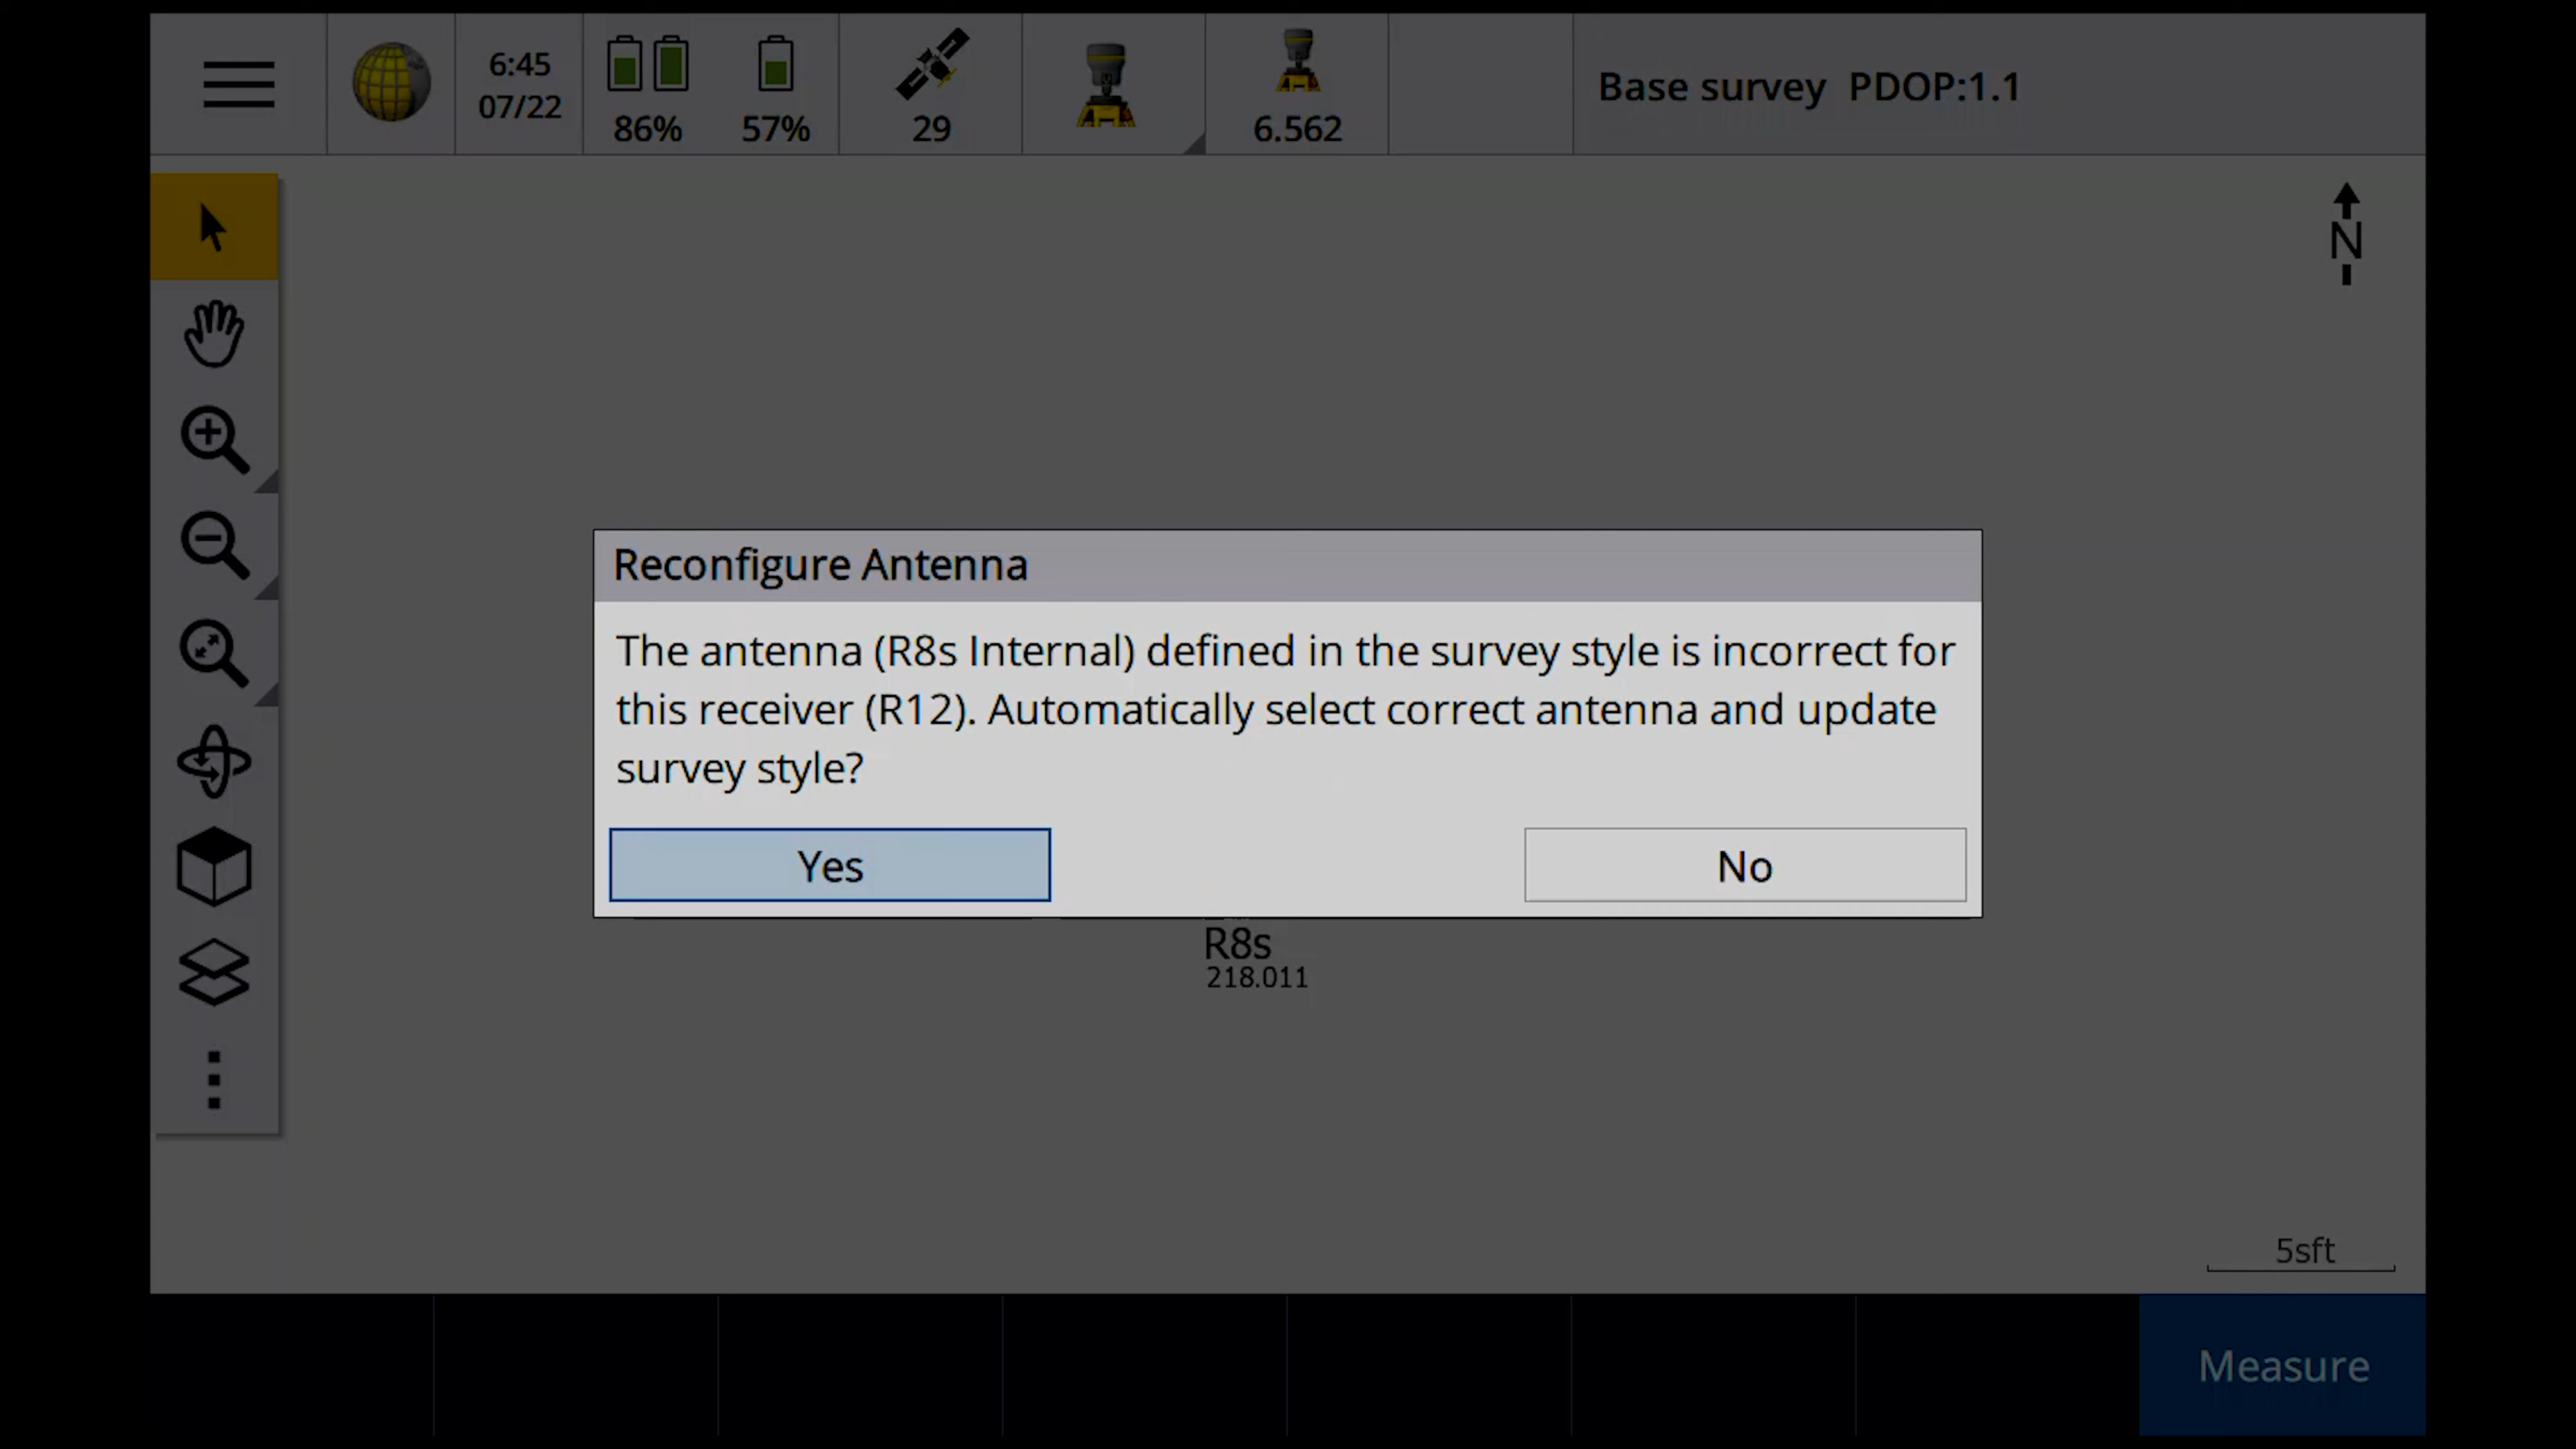 6:45
07/22
86%
57%
29
6.562
Base survey PDOP:1.1
N
Reconfigure Antenna
The antenna (R8s Internal) defined in the survey style is incorrect for
this receiver (R12). Automatically select correct antenna and update
survey style?
Yes
No
R8s
218.011
5sft
Measure